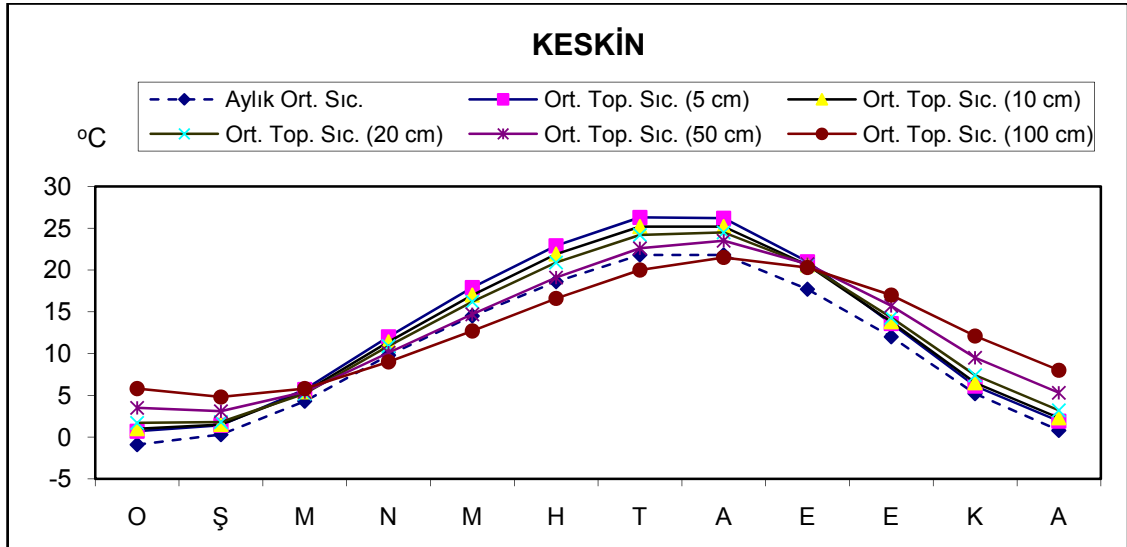 KESKİN
Aylık Ort. Sıc. Ort. Top. Sıc. (5 cm) Ort. Top. Sıc. (10 cm)
Ort. Top. Sıc. (20 cm) Ort. Top. Sıc. (50 cm) Ort. Top. Sıc. (100 cm)
ºC
30
25
20
15
10
5
0
-5
O Ş M N M H T A E E K A